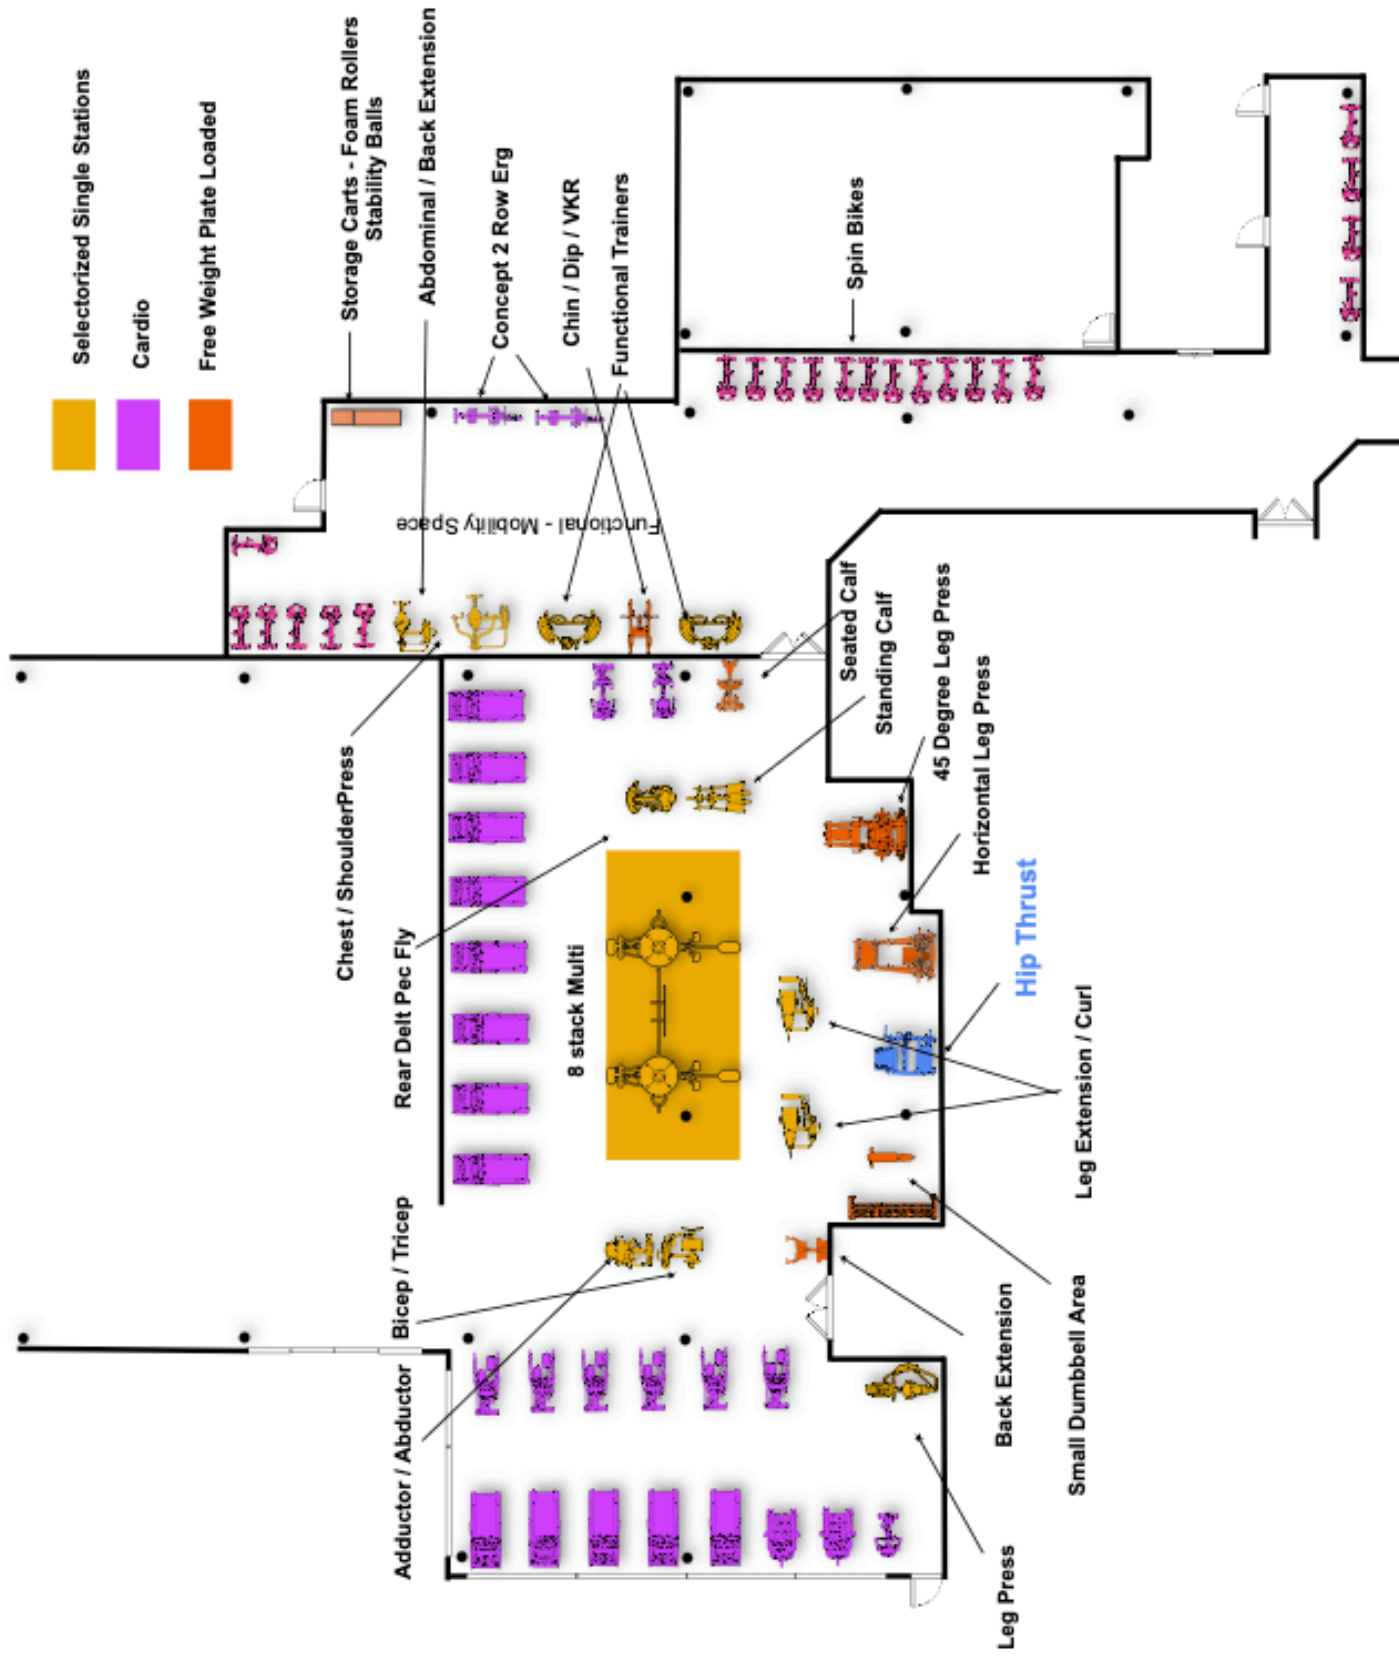 Selectorized Single Stations
Cardio
Free Weight Plate Loaded
Storage Carts - Foam Rollers
Stability Balls
Abdominal / Back Extension
Concept 2 Row Erg
Chin / Dip / VKR
Functional Trainers
Spin Bikes
Functional - Mobility Space
Chest / ShoulderPress
Seated Calf
Standing Calf
45 Degree Leg Press
Horizontal Leg Press
Rear Delt Pec Fly
8 stack Multi
Hip Thrust
Leg Extension / Curl
Bicep / Tricep
Adductor / Abductor
Back Extension
Small Dumbbell Area
Leg Press